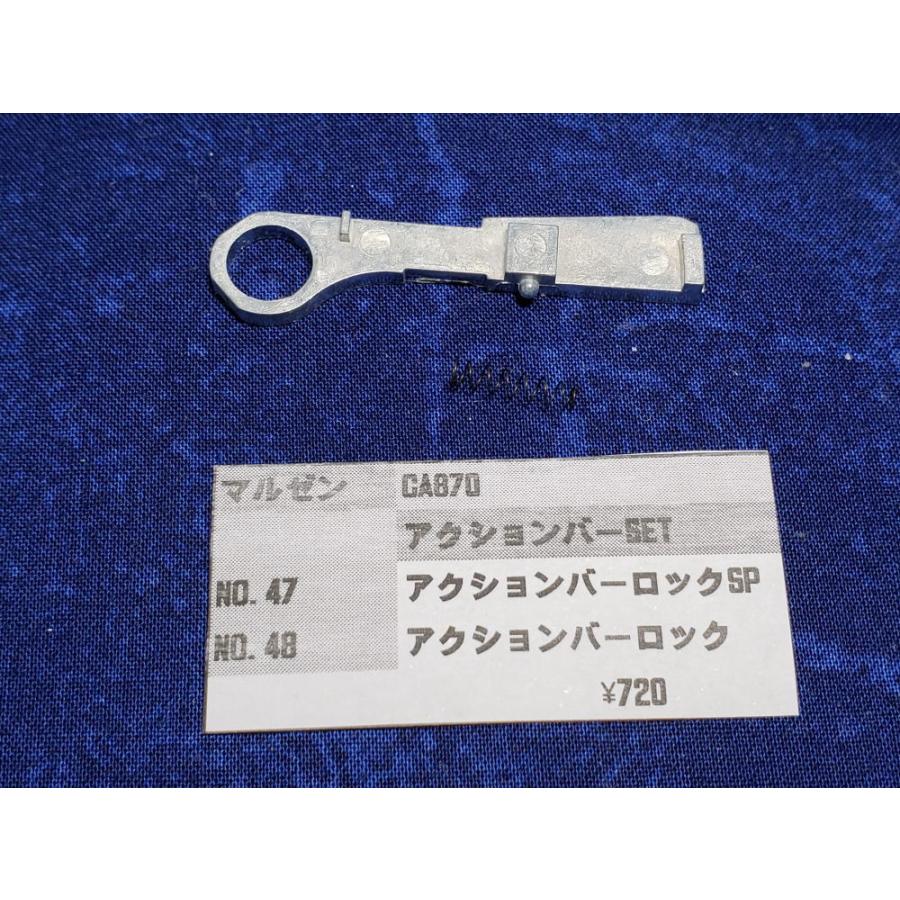 マルゼン CA870
アクションバーSET
NO. 47 アクションバーロックSP
NO. 48 アクションバーロック
¥720